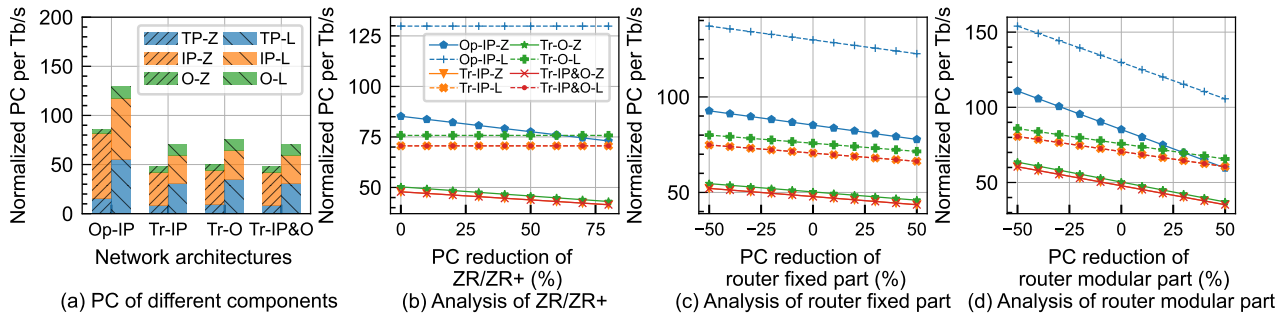 Normalized PC per Tb/s
200
150
100
50
0
TP-Z
TP-L
IP-Z
IP-L
O-Z
O-L
Op-IP
Tr-IP
Tr-O
Tr-IP&O
Network architectures
(a) PC of different components
Normalized PC per Tb/s
125
100
75
50
Op-IP-Z
Op-IP-L
Tr-IP-Z
Tr-IP-L
Tr-O-Z
Tr-O-L
Tr-IP&O-Z
Tr-IP&O-L
0
25
50
75
PC reduction of
ZR/ZR+ (%)
(b) Analysis of ZR/ZR+
Normalized PC per Tb/s
100
50
−50
−25
0
25
50
PC reduction of
router fixed part (%)
(c) Analysis of router fixed part
Normalized PC per Tb/s
150
100
50
−50
−25
0
25
50
PC reduction of
router modular part (%)
(d) Analysis of router modular part